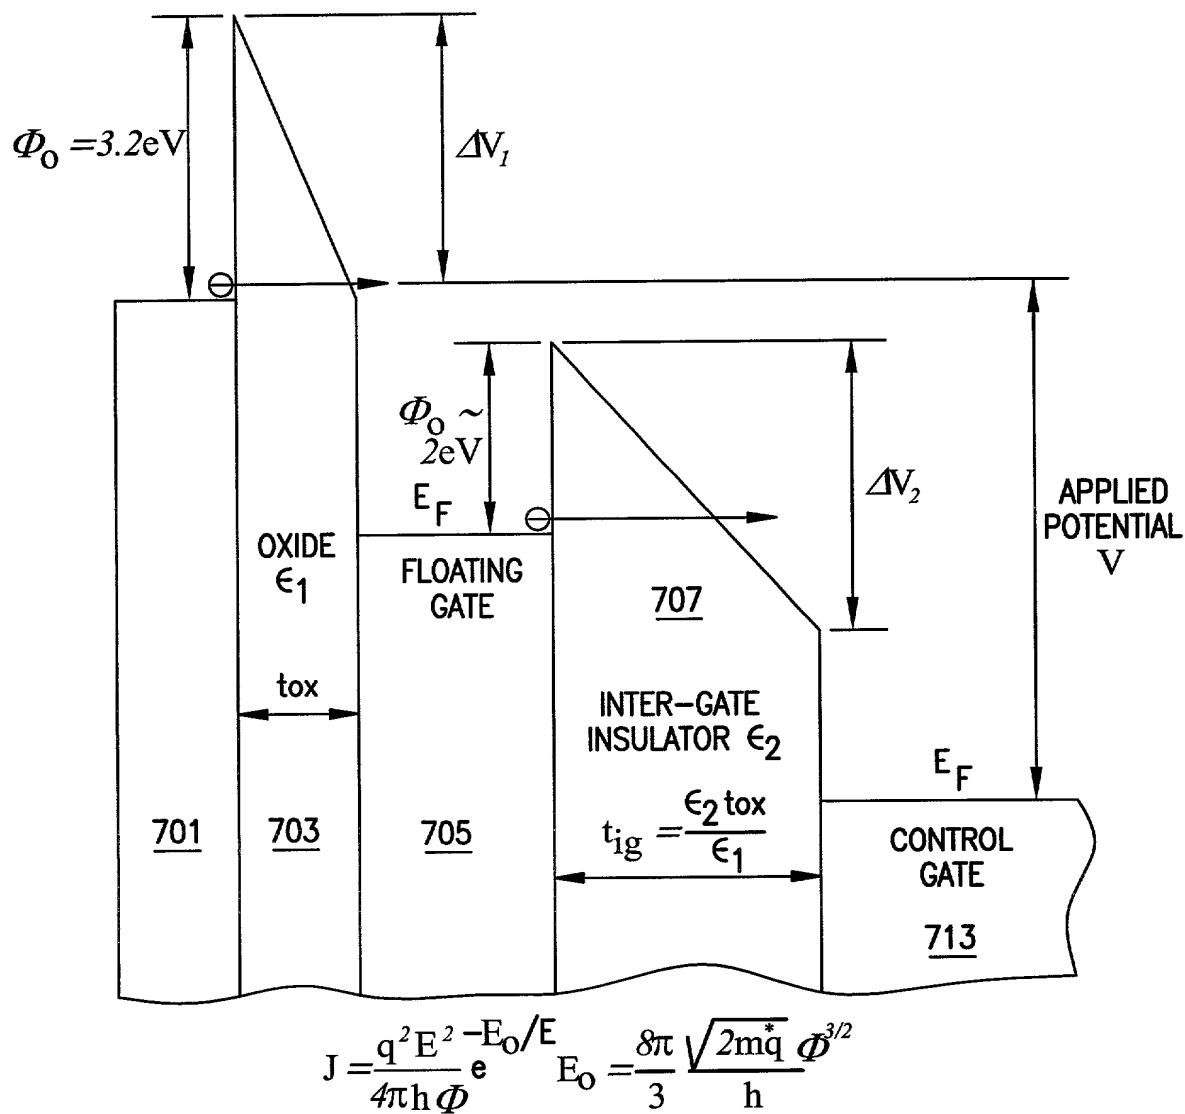 Φo = 3.2eV
ΔV1
Φo ~
2eV
EF
ΔV2
APPLIED
POTENTIAL
V
OXIDE
ϵ1
FLOATING
GATE
707
tox
INTER-GATE
INSULATOR ϵ2
EF
tig = ϵ2 tox / ϵ1
701
703
705
CONTROL
GATE
713
J = q²E² / 4πhΦ e^-Eo/E Eo = 8π/3 √2m*q / h Φ^3/2